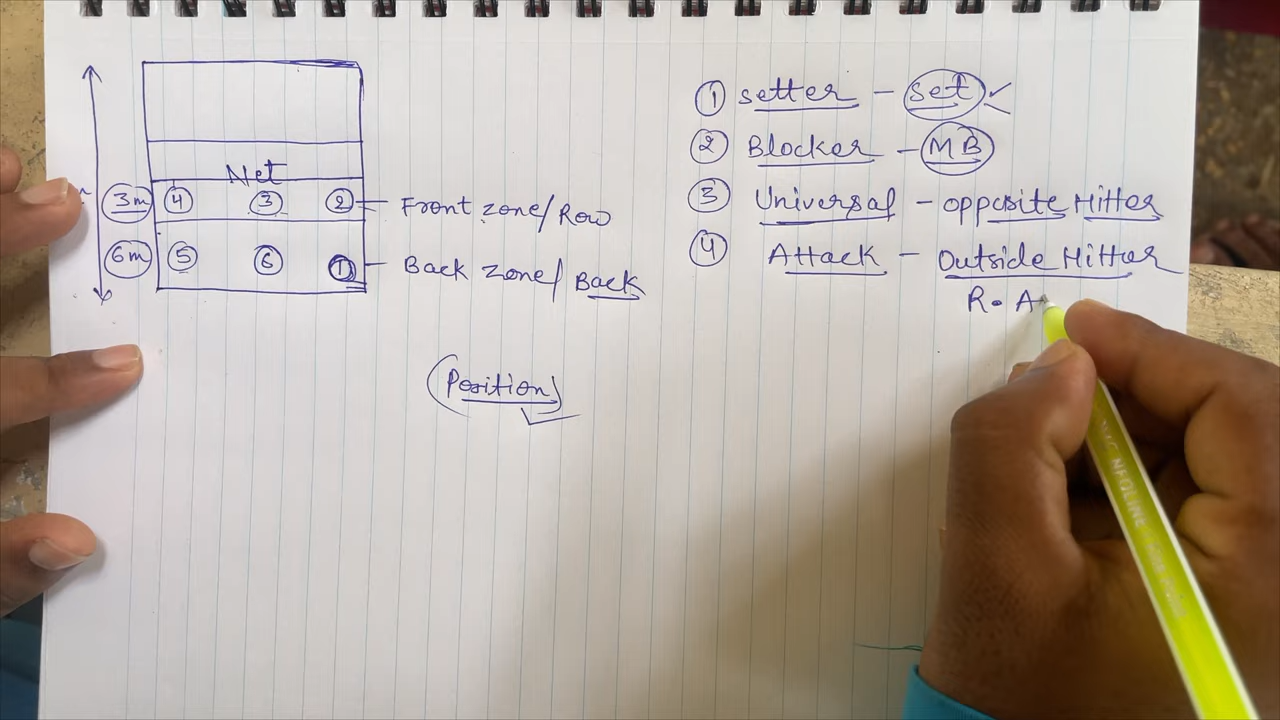 ① setter - set
② Blocker - MB
③ Universal - opposite Hitter
④ Attack - Outside Hitter
R. A
Net
3m ④ ③ ② Front zone/Row
6m ⑤ ⑥ ① Back zone/Back
(Position)